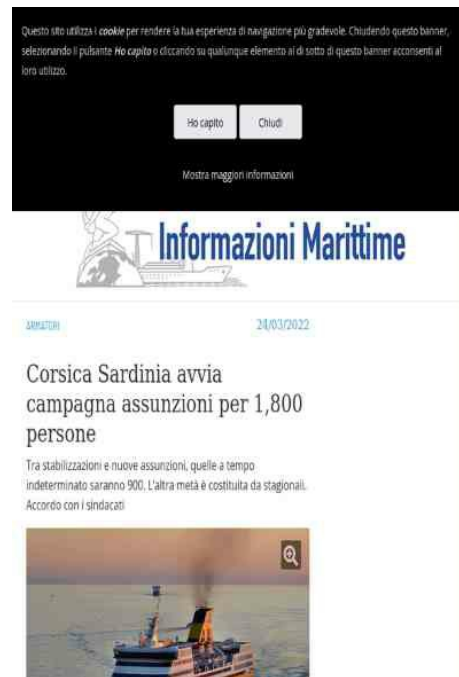 Questo sito utilizza i cookie per rendere la tua esperienza di navigazione più gradevole. Chiudendo questo banner,
selezionando il pulsante Ho capito o cliccando su qualunque elemento al di sotto di questo banner acconsenti al
loro utilizzo.
Ho capito
Chiudi
Mostra maggiori informazioni
Informazioni Marittime
ARMATORI
24/03/2022
Corsica Sardinia avvia
campagna assunzioni per 1,800
persone
Tra stabilizzazioni e nuove assunzioni, quelle a tempo
indeterminato saranno 900. L'altra metà è costituita da stagionali.
Accordo con i sindacati